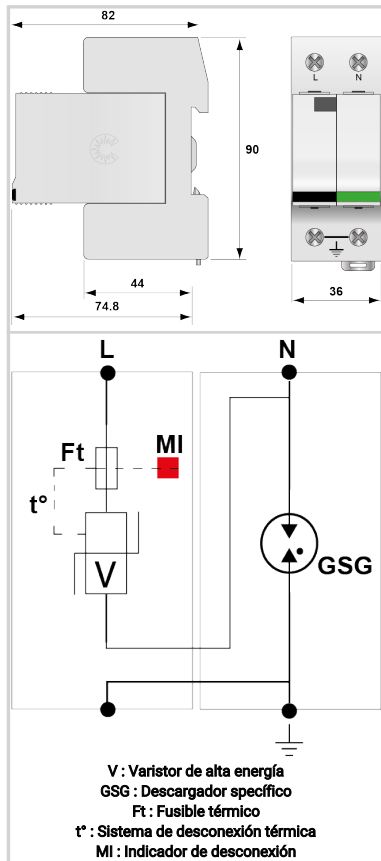 82
L N
90
44
74.8
36
L N
Ft MI
t°
V
GSG
V : Varistor de alta energía
GSG : Descargador specífico
Ft : Fusible térmico
t° : Sistema de desconexión térmica
MI : Indicador de desconexión